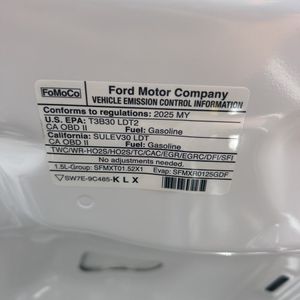 FoMoCo
Ford Motor Company
VEHICLE EMISSION CONTROL INFORMATION
Conforms to regulations: 2025 MY
U.S. EPA: T3B30 LDT2
CA OBD II Fuel: Gasoline
California: SULEV30 LDT
CA OBD II Fuel: Gasoline
TWC/WR-HO2S/HO2S/TC/CAC/EGR/EGRC/DFI/SFI
No adjustments needed.
1.5L-Group: SFMXT01.52X1 Evap: SFMXR0125GDF
SW7E-9C485-KLX